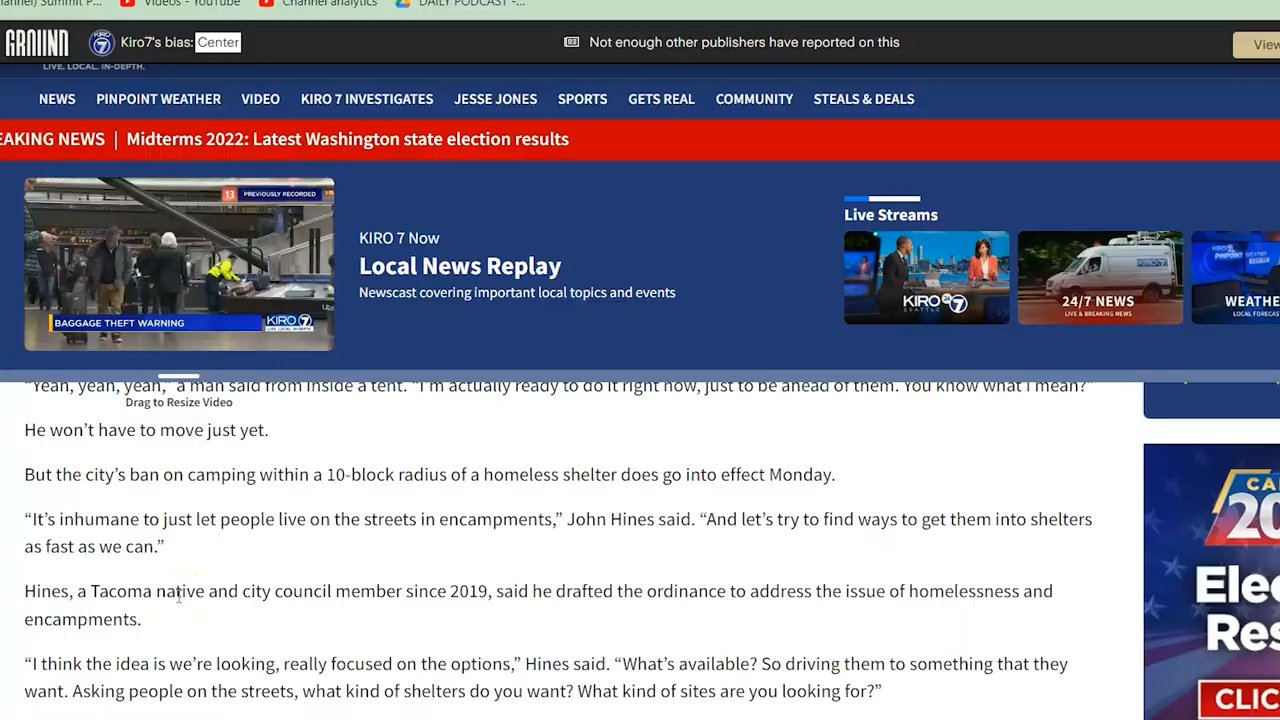 Videos - YouTube
Channel analytics
DAILY PODCAST -...
GROUND
Kiro7's bias: Center
Not enough other publishers have reported on this
View
LIVE. LOCAL. IN-DEPTH.
NEWS PINPOINT WEATHER VIDEO KIRO 7 INVESTIGATES JESSE JONES SPORTS GETS REAL COMMUNITY STEALS & DEALS
EAKING NEWS | Midterms 2022: Latest Washington state election results
13 PREVIOUSLY RECORDED
BAGGAGE THEFT WARNING
KIRO 7
KIRO 7 Now
Local News Replay
Newscast covering important local topics and events
Live Streams
KIRO 7
SEATTLE
24/7 NEWS
LIVE & BREAKING NEWS
WEATHE
LOCAL FORECAS
“Yeah, yeah, yeah,” a man said from inside a tent. “I’m actually ready to do it right now, just to be ahead of them. You know what I mean?”
Drag to Resize Video
He won’t have to move just yet.
But the city’s ban on camping within a 10-block radius of a homeless shelter does go into effect Monday.
“It’s inhumane to just let people live on the streets in encampments,” John Hines said. “And let’s try to find ways to get them into shelters
as fast as we can.”
Hines, a Tacoma native and city council member since 2019, said he drafted the ordinance to address the issue of homelessness and
encampments.
“I think the idea is we’re looking, really focused on the options,” Hines said. “What’s available? So driving them to something that they
want. Asking people on the streets, what kind of shelters do you want? What kind of sites are you looking for?”
CA
20
Elec
Res
CLIC